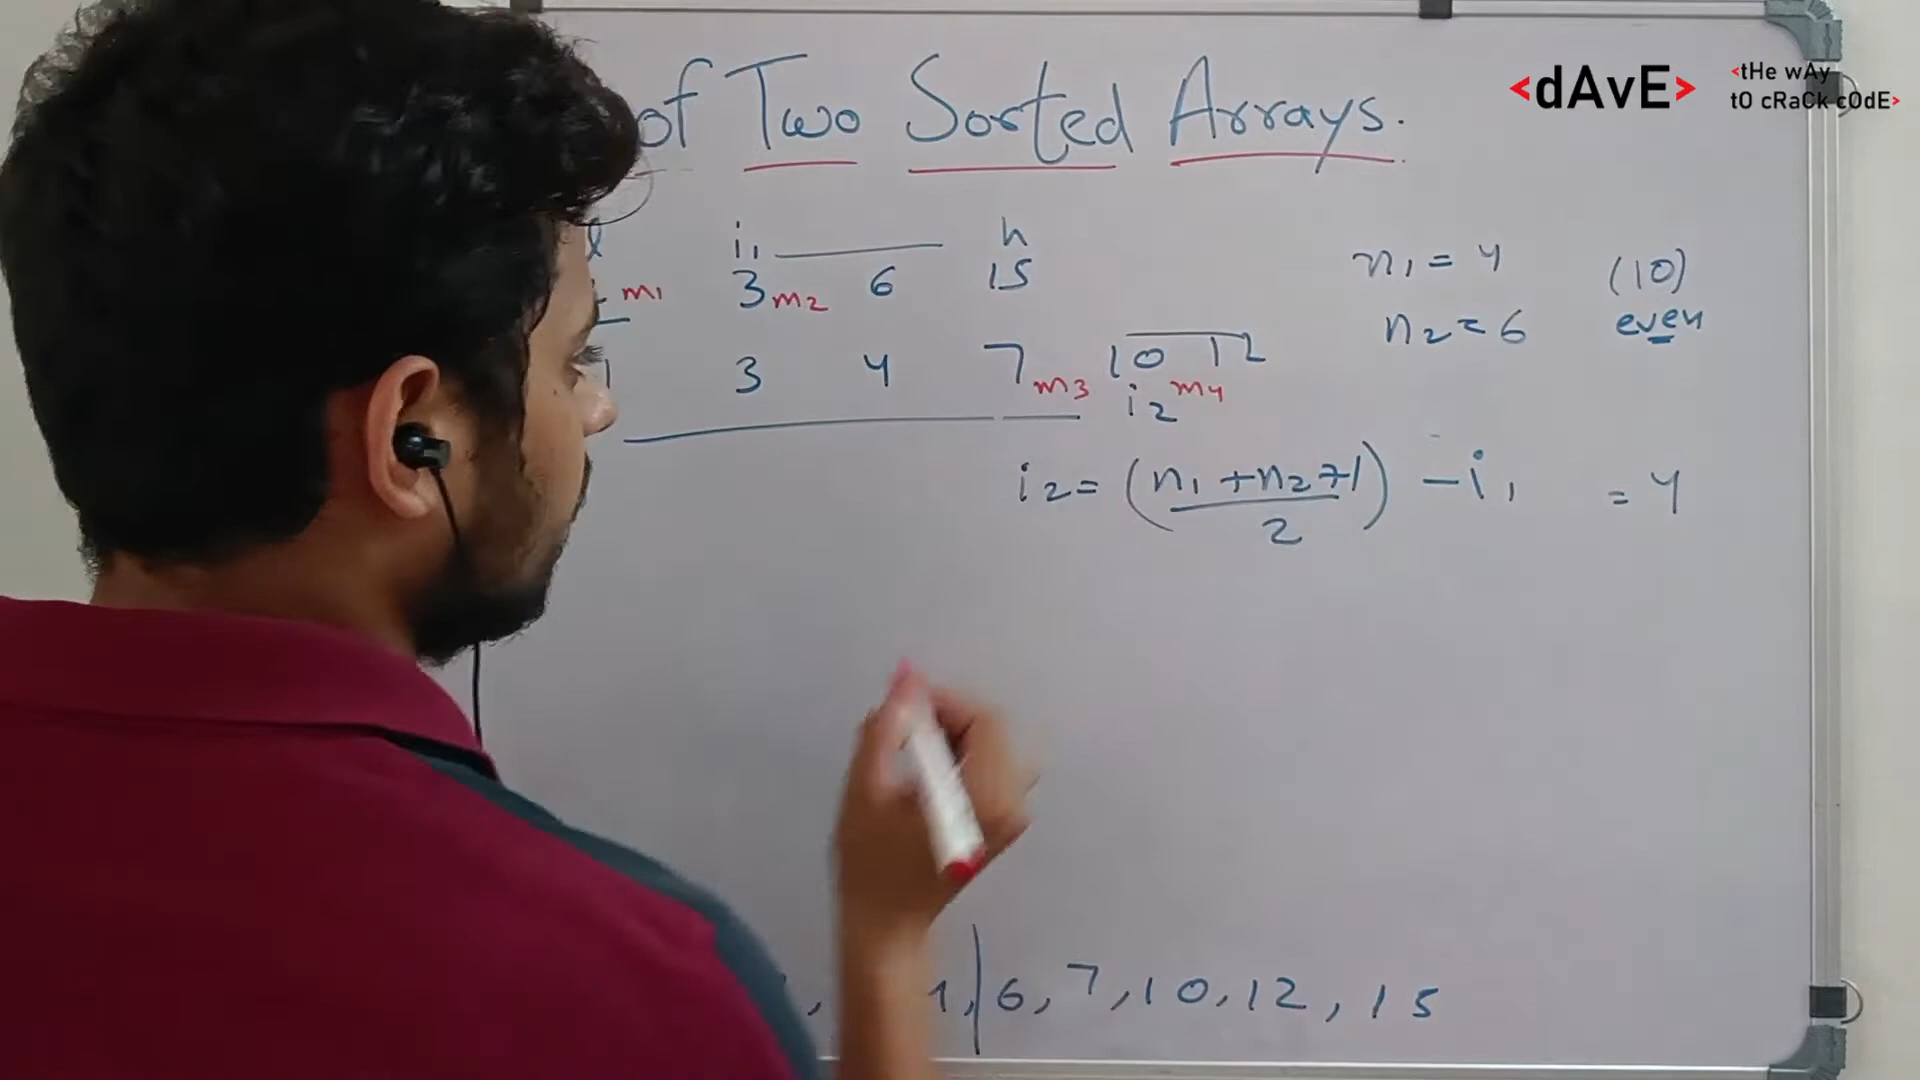 of Two Sorted Arrays.
<dAvE> <tHe wAy
tO cRaCk cOdE>
l i1 h
m1 3 m2 6 15
1 3 4 7 m3 10 12
i2 m4
n1 = 4 (10)
n2 = 6 even
i2 = (n1 + n2 + 1 / 2) - i1 = 4
, 4, | 6, 7, 10, 12, 15